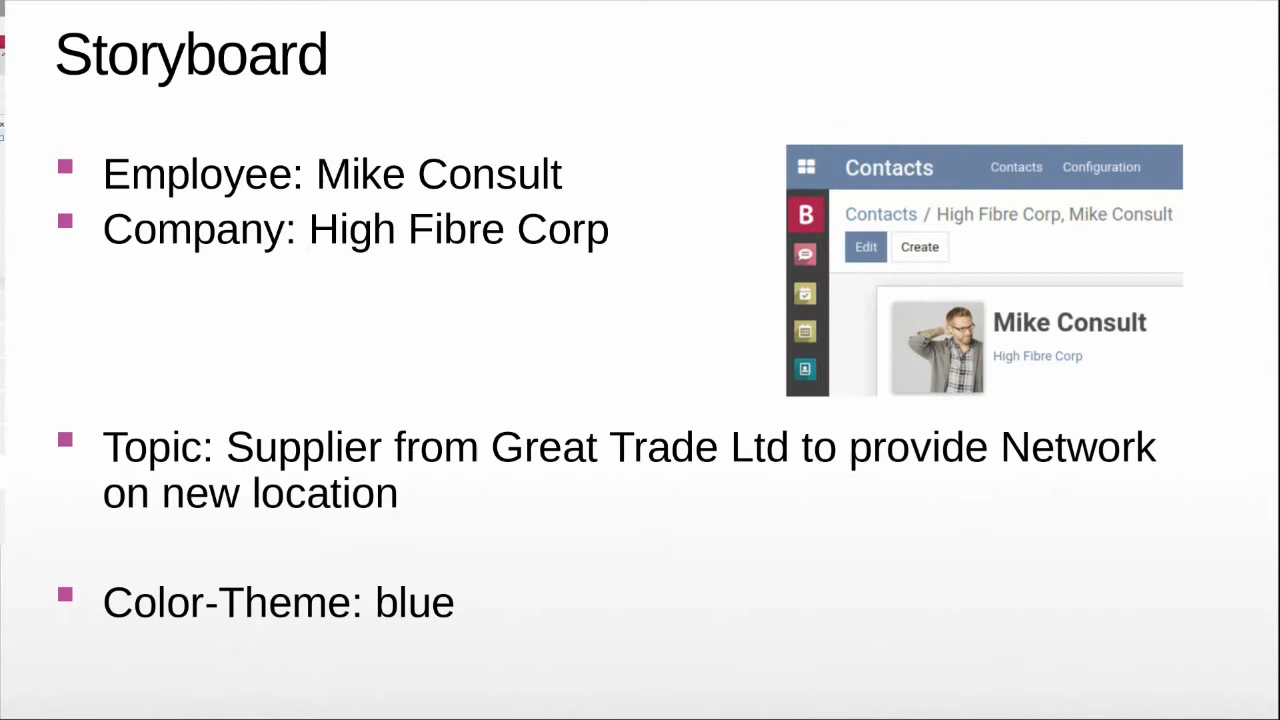 Storyboard
Employee: Mike Consult
Company: High Fibre Corp
Contacts Contacts Configuration
B
Contacts / High Fibre Corp, Mike Consult
Edit Create
Mike Consult
High Fibre Corp
Topic: Supplier from Great Trade Ltd to provide Network
on new location
Color-Theme: blue